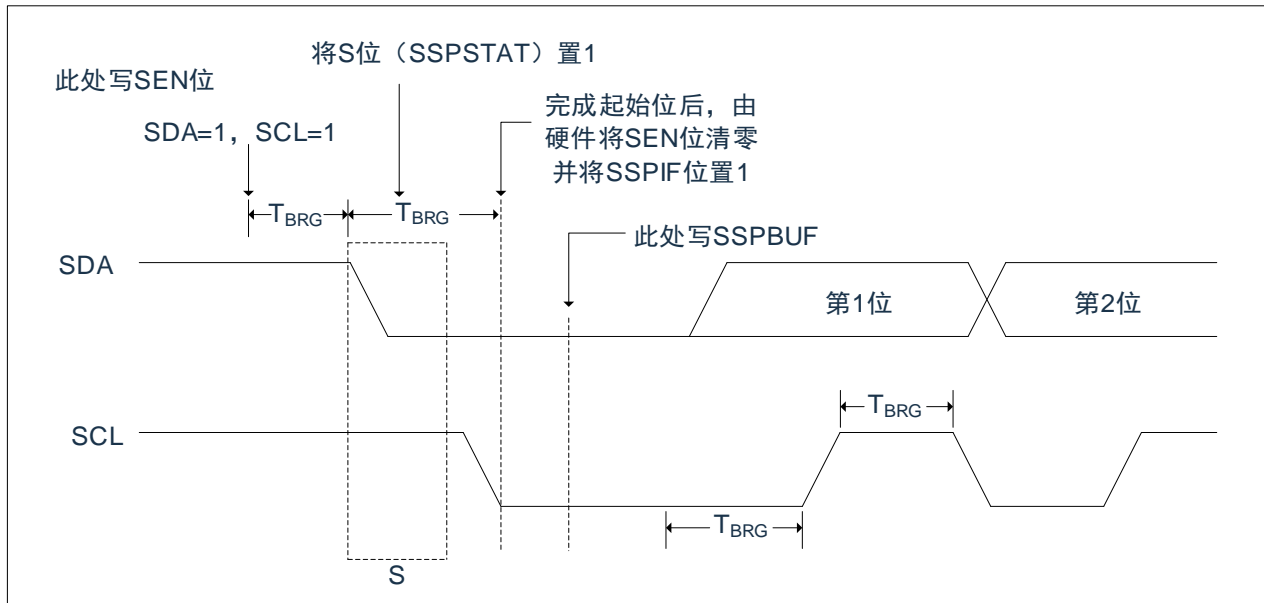 将S位（SSPSTAT）置1
此处写SEN位
SDA=1，SCL=1
完成起始位后，由
硬件将SEN位清零
并将SSPIF位置1
TBRG
TBRG
此处写SSPBUF
SDA
第1位
第2位
TBRG
SCL
TBRG
S